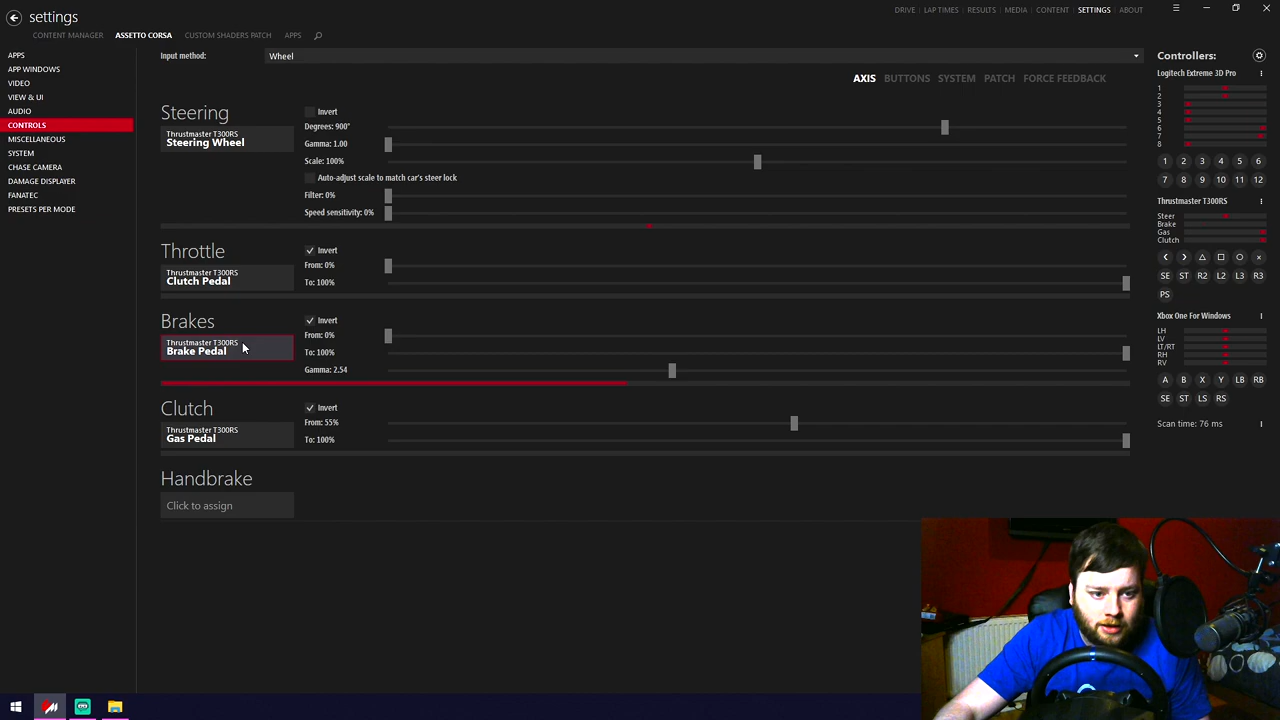 settings
DRIVE LAP TIMES RESULTS MEDIA CONTENT SETTINGS ABOUT
CONTENT MANAGER ASSETTO CORSA CUSTOM SHADERS PATCH APPS
APPS
APP WINDOWS
VIDEO
VIEW & UI
AUDIO
CONTROLS
MISCELLANEOUS
SYSTEM
CHASE CAMERA
DAMAGE DISPLAYER
FANATEC
PRESETS PER MODE
Input method: Wheel
AXIS BUTTONS SYSTEM PATCH FORCE FEEDBACK
Steering
Thrustmaster T300RS
Steering Wheel
Invert
Degrees: 900°
Gamma: 1.00
Scale: 100%
Auto-adjust scale to match car's steer lock
Filter: 0%
Speed sensitivity: 0%
Throttle
Thrustmaster T300RS
Clutch Pedal
Invert
From: 0%
To: 100%
Brakes
Thrustmaster T300RS
Brake Pedal
Invert
From: 0%
To: 100%
Gamma: 2.54
Clutch
Thrustmaster T300RS
Gas Pedal
Invert
From: 55%
To: 100%
Handbrake
Click to assign
Controllers:
Logitech Extreme 3D Pro
1
2
3
4
5
6
7
8
1 2 3 4 5 6
7 8 9 10 11 12
Thrustmaster T300RS
Steer
Brake
Gas
Clutch
SE ST R2 L2 L3 R3
PS
Xbox One For Windows
LH
LV
LT/RT
RH
RV
A B X Y LB RB
SE ST LS RS
Scan time: 76 ms